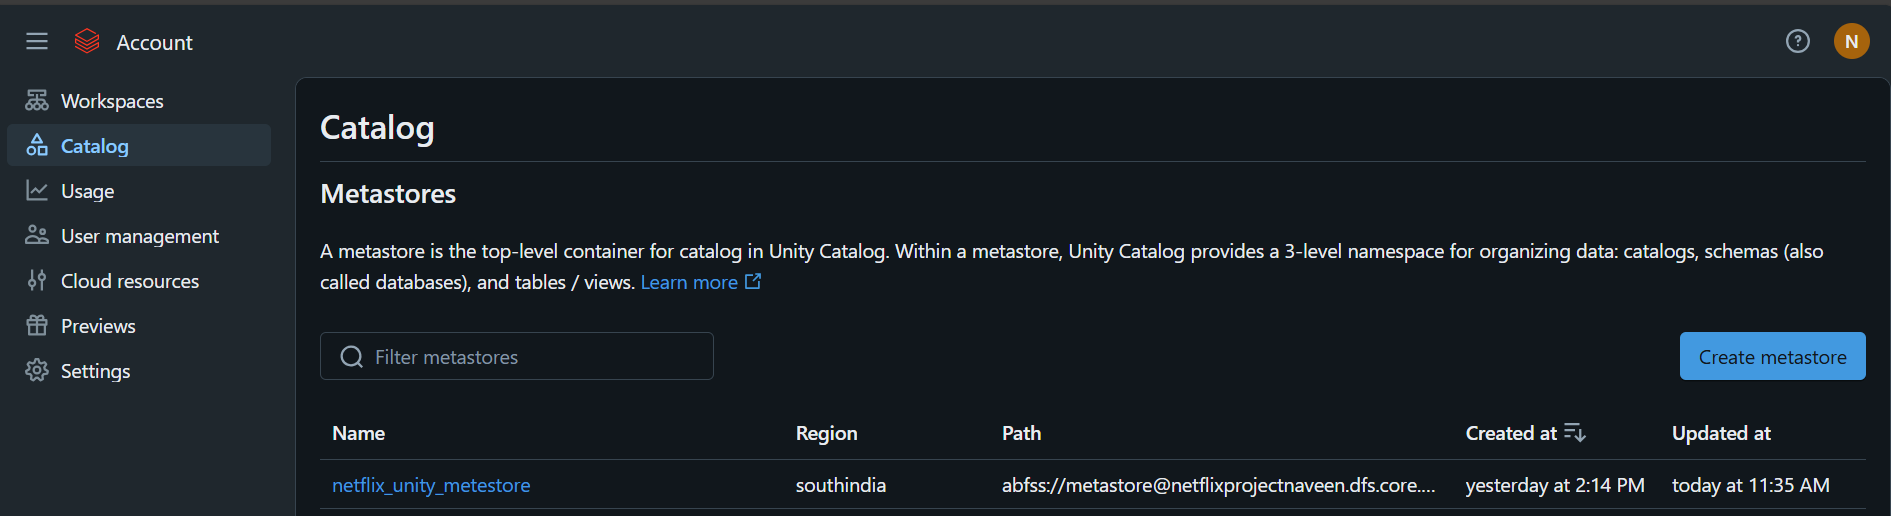 Account
N
Workspaces
Catalog
Usage
User management
Cloud resources
Previews
Settings
Catalog
Metastores
A metastore is the top-level container for catalog in Unity Catalog. Within a metastore, Unity Catalog provides a 3-level namespace for organizing data: catalogs, schemas (also
called databases), and tables / views. Learn more
Filter metastores
Create metastore
Name Region Path Created at Updated at
netflix_unity_metestore southindia abfss://metastore@netflixprojectnaveen.dfs.core.... yesterday at 2:14 PM today at 11:35 AM